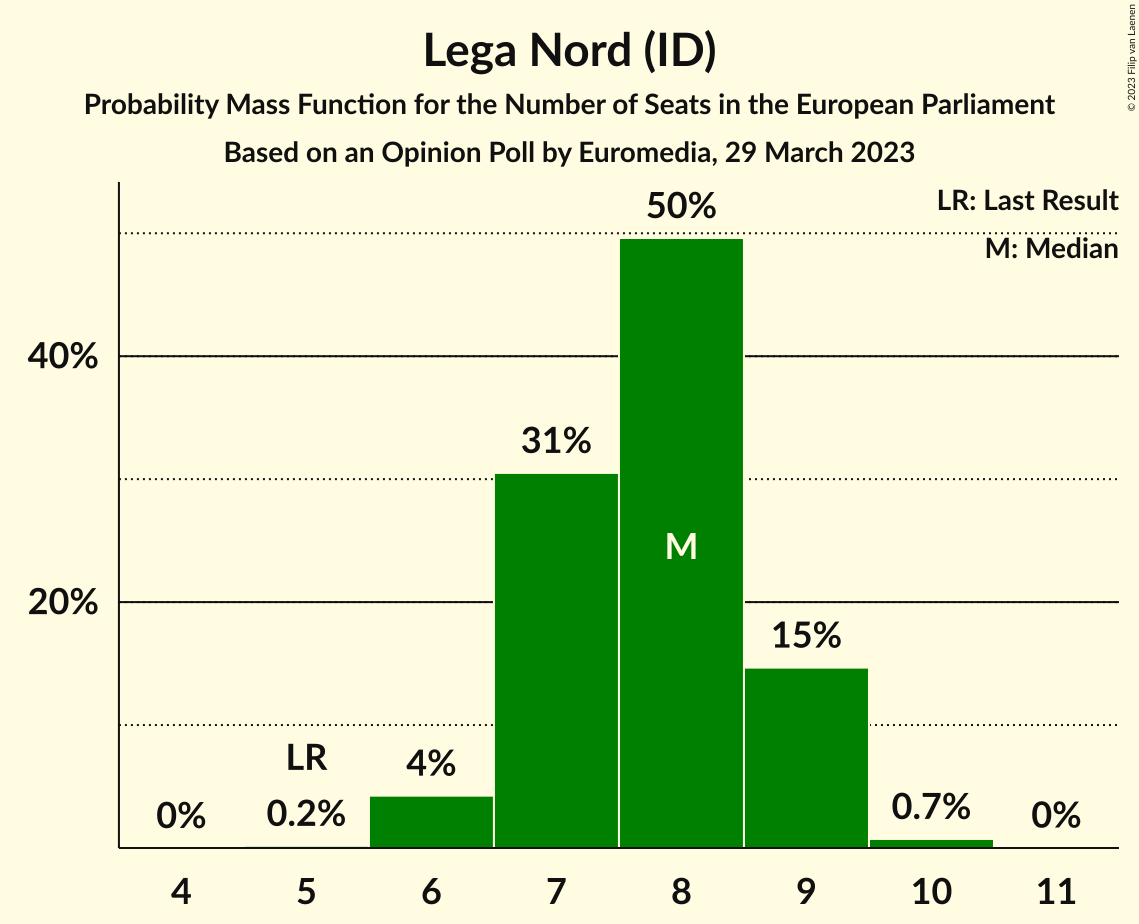 Lega Nord (ID)
Probability Mass Function for the Number of Seats in the European Parliament
Based on an Opinion Poll by Euromedia, 29 March 2023
© 2023 Filip van Laenen
LR: Last Result
M: Median
50%
40%
31%
M
20%
15%
LR
4%
0%
0.2%
0.7%
0%
4 5 6 7 8 9 10 11